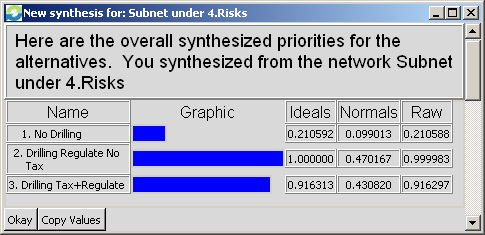 New synthesis for: Subnet under 4.Risks
Here are the overall synthesized priorities for the
alternatives. You synthesized from the network Subnet
under 4.Risks
Name Graphic Ideals Normals Raw
1. No Drilling 0.210592 0.099013 0.210588
2. Drilling Regulate No
Tax 1.000000 0.470167 0.999983
3. Drilling Tax+Regulate 0.916313 0.430820 0.916297
Okay Copy Values